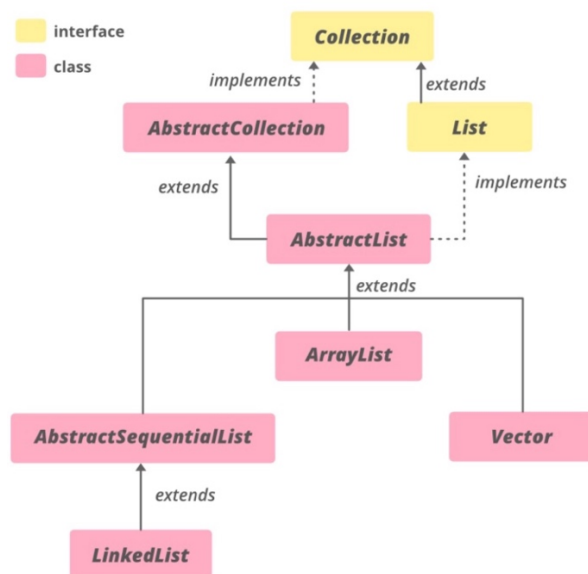 interface
Collection
class
implements
extends
AbstractCollection
List
extends
implements
AbstractList
extends
ArrayList
AbstractSequentialList
Vector
extends
LinkedList